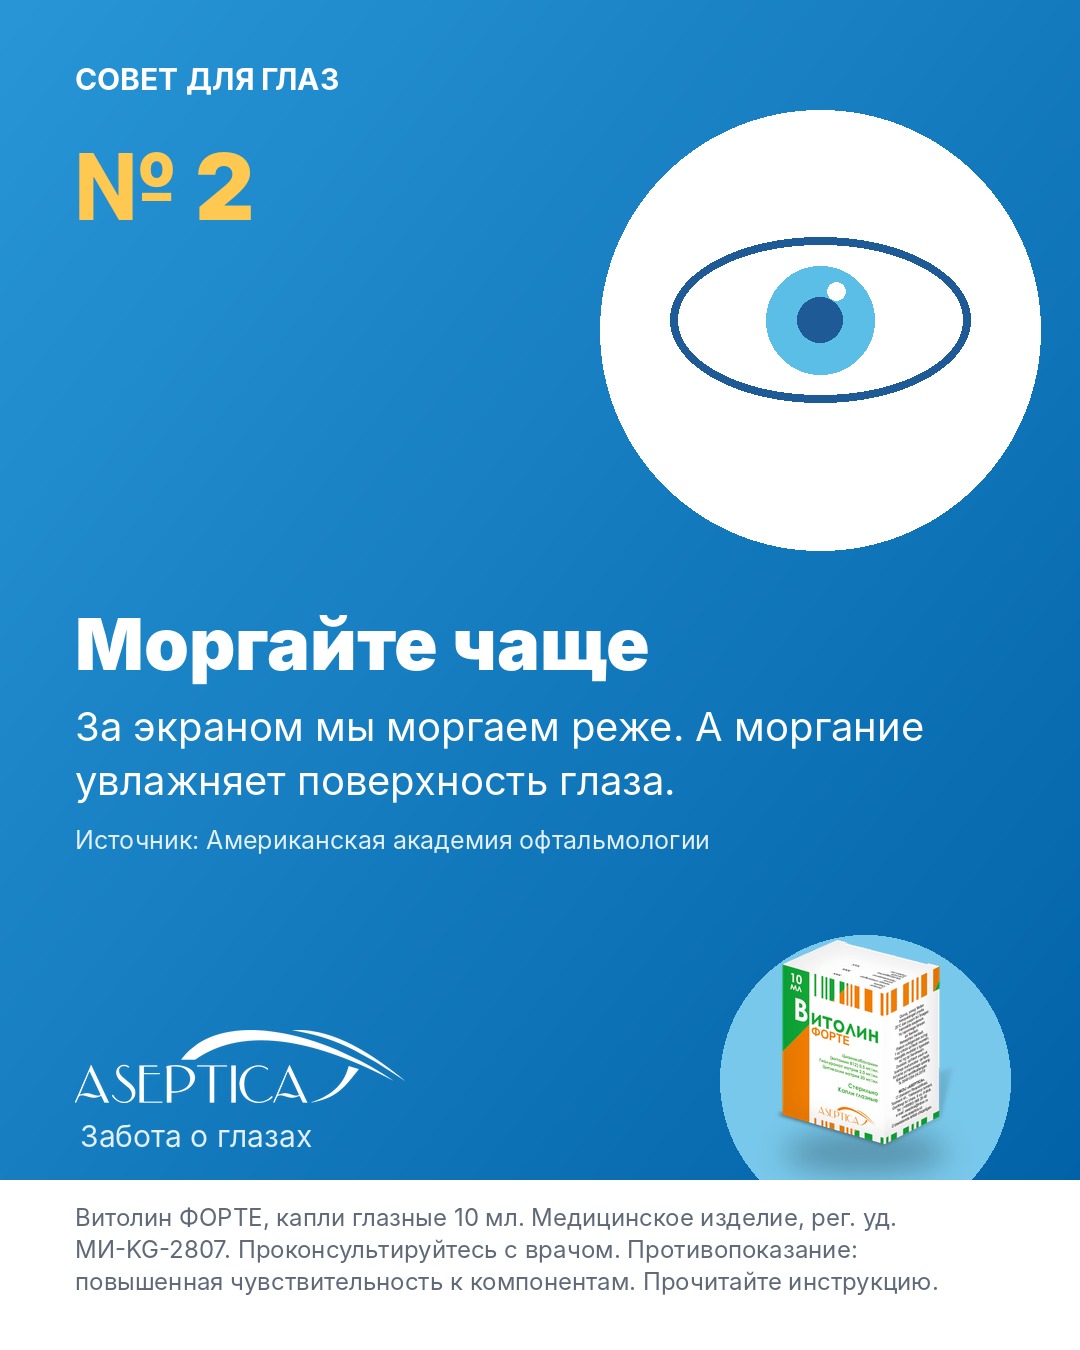 СОВЕТ ДЛЯ ГЛАЗ
№ 2
Моргайте чаще
За экраном мы моргаем реже. А моргание
увлажняет поверхность глаза.
Источник: Американская академия офтальмологии
ASEPTICA
Забота о глазах
10
МЛ
ВИТОЛИН
ФОРТЕ
Стерильно
Капли глазные
ASEPTICA
Витолин ФОРТЕ, капли глазные 10 мл. Медицинское изделие, рег. уд.
МИ-KG-2807. Проконсультируйтесь с врачом. Противопоказание:
повышенная чувствительность к компонентам. Прочитайте инструкцию.